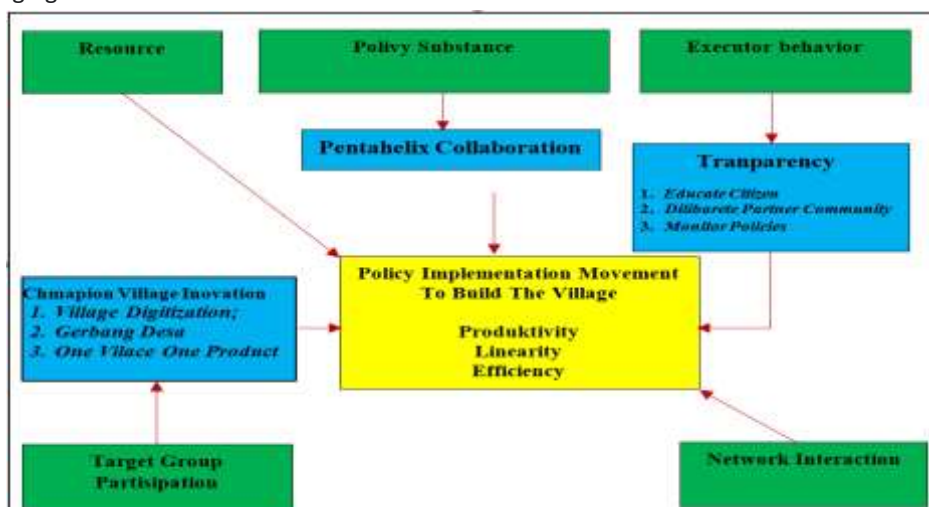 Resource
Polivy Substance
Executor behavior
Pentahelix Collaboration
Tranparency
1. Educate Citizen
2. Diliburete Partner Community
3. Monitor Policies
Policy Implementation Movement
To Build The Village
Produktivity
Linearity
Efficiency
Chmapion Village Inovation
1. Village Digitization;
2. Gerbang Desa
3. One Vilace One Product
Target Group
Partisipation
Network Interaction